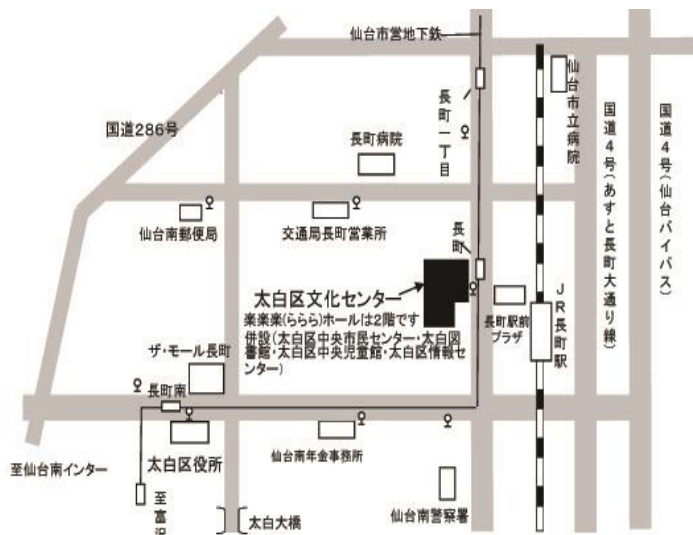 仙台市営地下鉄
国道286号
長町一丁目
仙台市立病院
国道4号(あすと長町大通り線)
国道4号(仙台バイパス)
長町病院
仙台南郵便局
交通局長町営業所
長町
太白区文化センター
楽楽楽(ららら)ホールは2階です
併設(太白区中央市民センター・太白図
書館・太白区中央児童館・太白区情報セ
ンター)
長町駅前
プラザ
JR長町駅
ザ・モール長町
長町南
太白区役所
仙台南年金事務所
至仙台南インター
至富沢
太白大橋
仙台南警察署